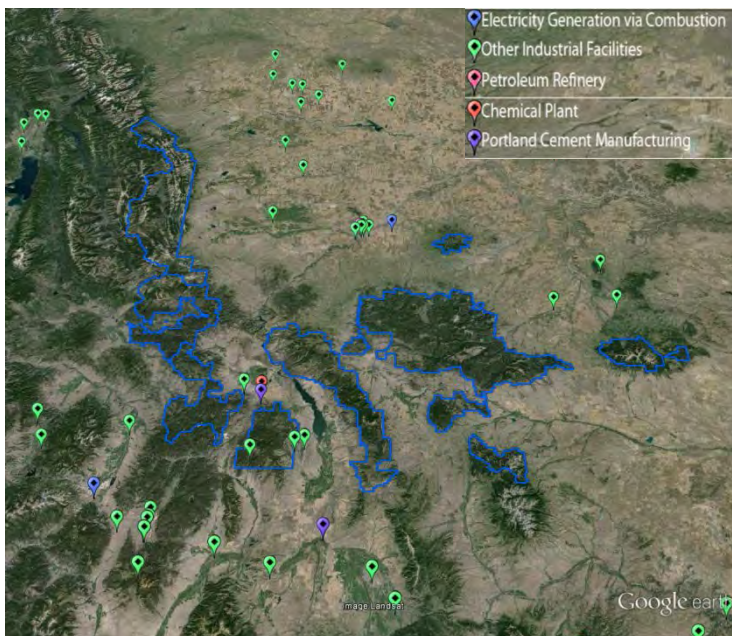 Electricity Generation via Combustion
Other Industrial Facilities
Petroleum Refinery
Chemical Plant
Portland Cement Manufacturing
Image Landsat
Google earth